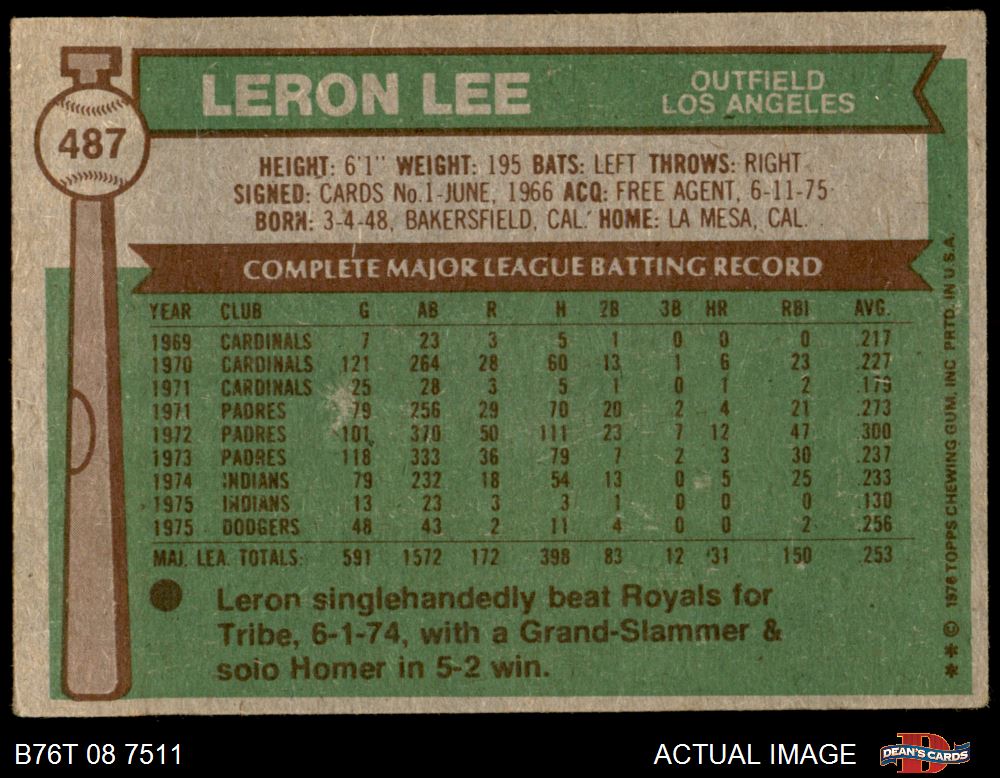 487
LERON LEE
OUTFIELD
LOS ANGELES
HEIGHT: 6'1" WEIGHT: 195 BATS: LEFT THROWS: RIGHT
SIGNED: CARDS No.1-JUNE, 1966 ACQ: FREE AGENT, 6-11-75
BORN: 3-4-48, BAKERSFIELD, CAL. HOME: LA MESA, CAL.
COMPLETE MAJOR LEAGUE BATTING RECORD
YEAR CLUB G AB R H 2B 3B HR RBI AVG.
1969 CARDINALS 7 23 3 5 1 0 0 0 .217
1970 CARDINALS 121 264 28 60 13 1 6 23 .227
1971 CARDINALS 25 28 3 5 1 0 1 2 .179
1971 PADRES 79 256 29 70 20 2 4 21 .273
1972 PADRES 101 370 50 111 23 7 12 47 .300
1973 PADRES 118 333 36 79 7 2 3 30 .237
1974 INDIANS 79 232 18 54 13 0 5 25 .233
1975 INDIANS 13 23 3 3 1 0 0 0 .130
1975 DODGERS 48 43 2 11 4 0 0 2 .256
MAJ. LEA. TOTALS: 591 1572 172 398 83 12 31 150 .253
Leron singlehandedly beat Royals for
Tribe, 6-1-74, with a Grand-Slammer &
solo Homer in 5-2 win.
* * © 1976 TOPPS CHEWING GUM, INC PRTD. IN U.S.A.
B76T 08 7511
ACTUAL IMAGE
DEAN'S CARDS